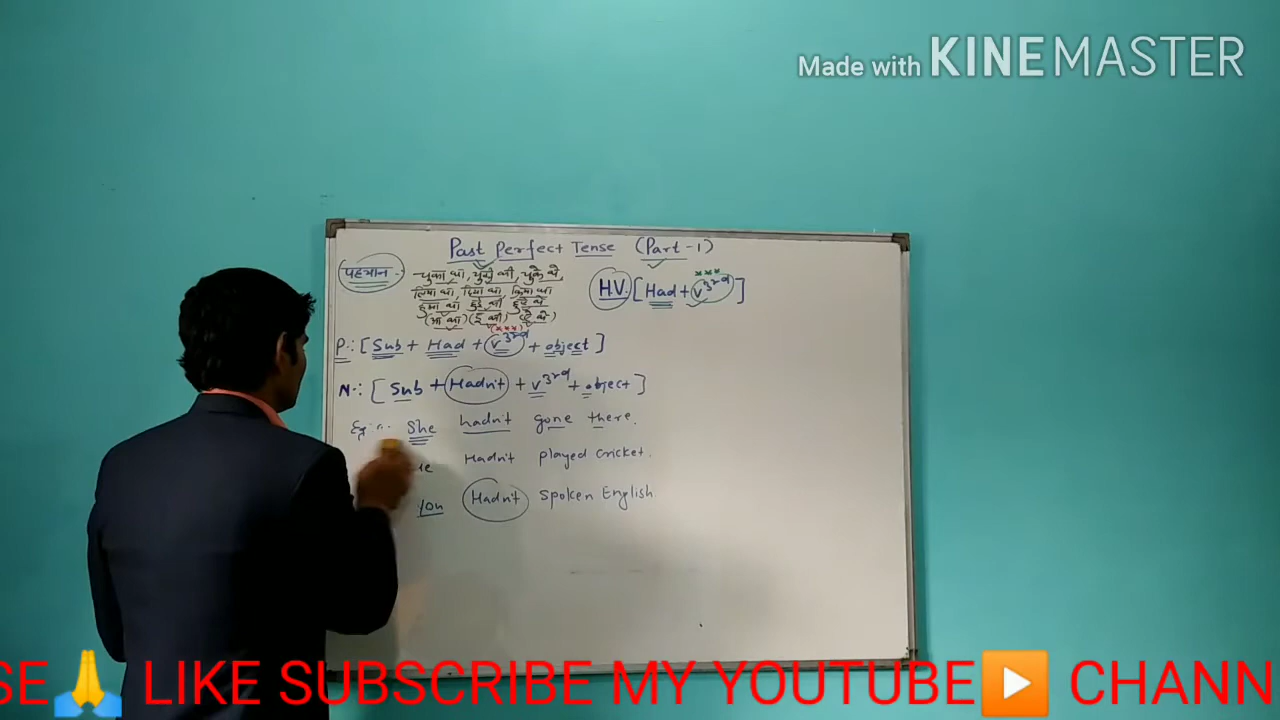 Made with KINEMASTER
Past Perfect Tense (Part-1)
पहचान :- चुका था, चुकी थी, चुके थे,
लिया था, दिया था, किया था
हुआ था हुई थी हुए थे
(आ था) (ई थी) (ए थे)
H.V. [Had + V3rd]
P.: [Sub + Had + V3rd + object]
N.: [Sub + Hadn't + V3rd + object]
She hadn't gone there.
Hadn't played cricket.
You Hadn't Spoken English.
SE🙏 LIKE SUBSCRIBE MY YOUTUBE▶️ CHANN